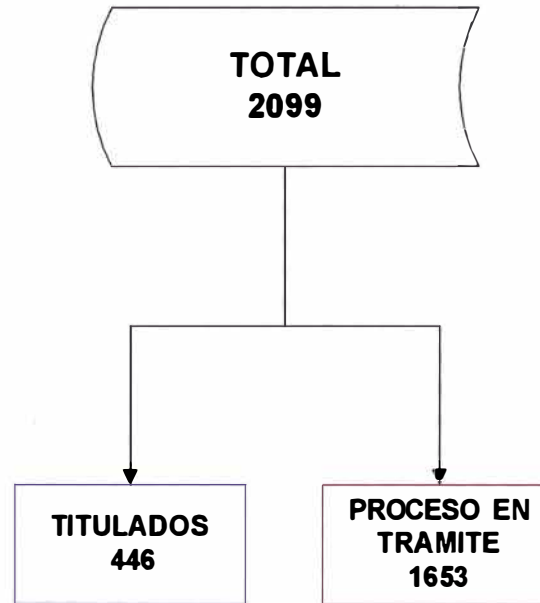 TOTAL
2099
TITULADOS
446
PROCESO EN
TRAMITE
1653